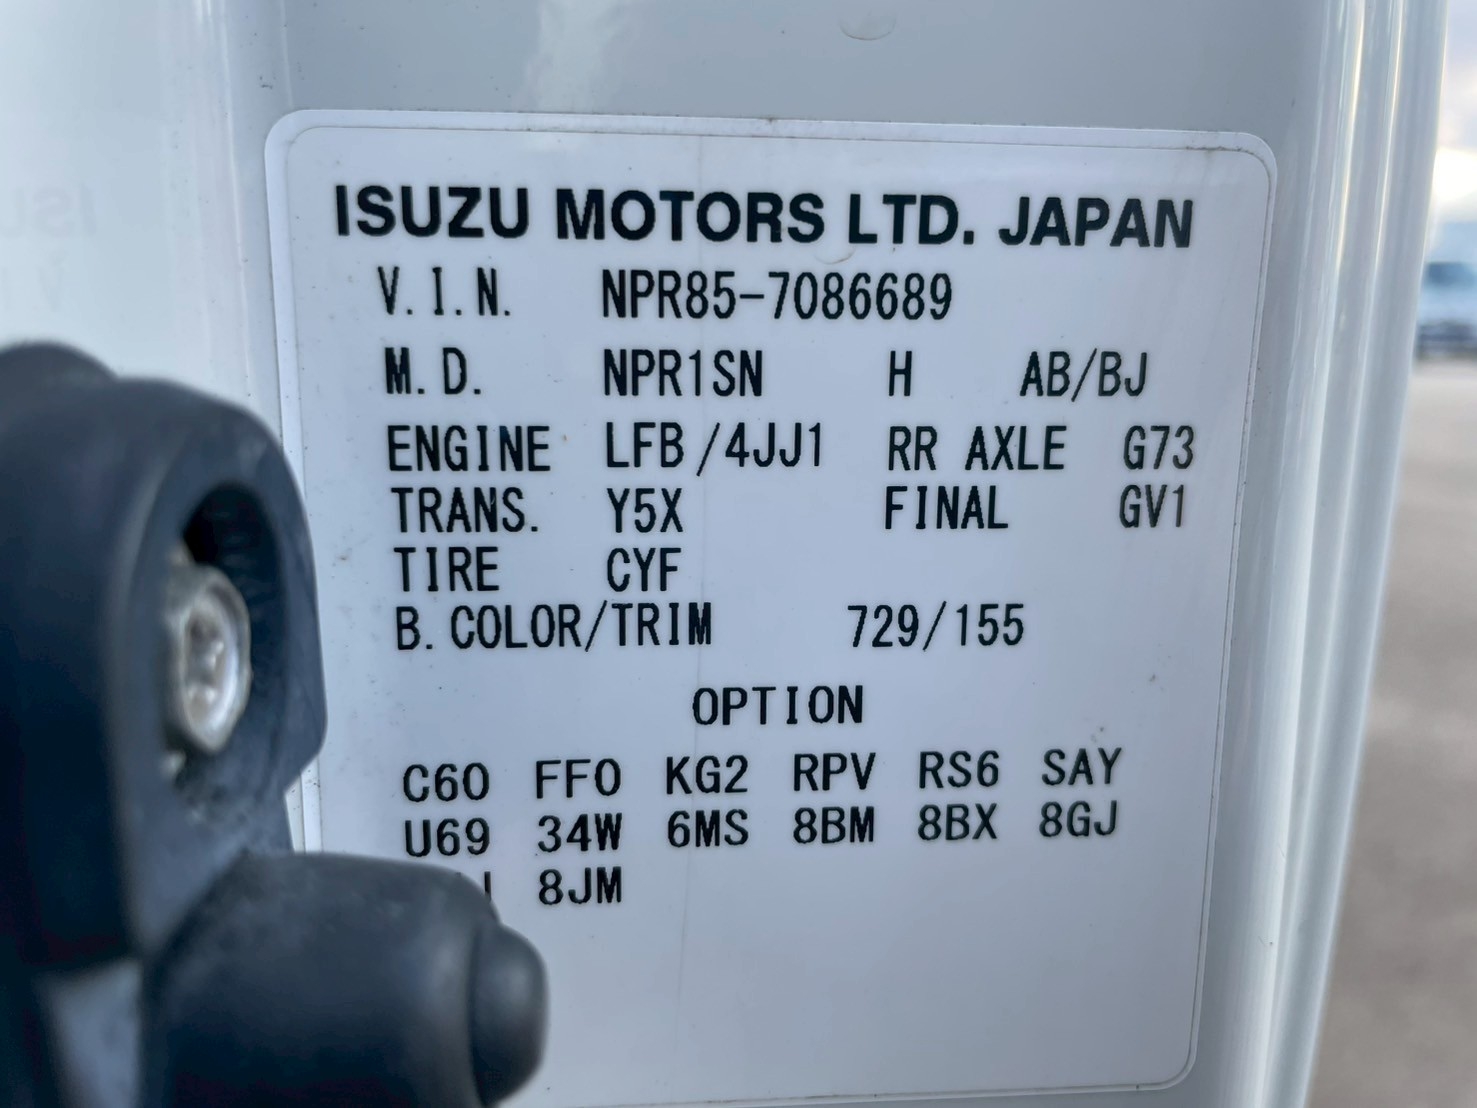 ISUZU MOTORS LTD. JAPAN
V.I.N. NPR85-7086689
M.D. NPR1SN H AB/BJ
ENGINE LFB/4JJ1 RR AXLE G73
TRANS. Y5X FINAL GV1
TIRE CYF
B.COLOR/TRIM 729/155
OPTION
C60 FF0 KG2 RPV RS6 SAY
U69 34W 6MS 8BM 8BX 8GJ
8JM